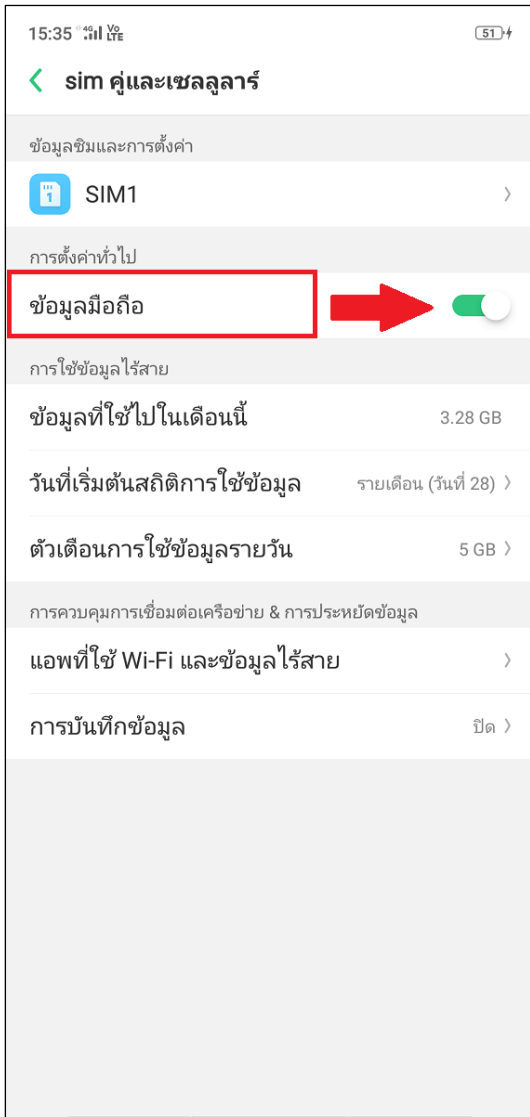 15:35 4G Vo LTE 51
sim คู่และเซลลูลาร์
ข้อมูลซิมและการตั้งค่า
1 SIM1
การตั้งค่าทั่วไป
ข้อมูลมือถือ
การใช้ข้อมูลไร้สาย
ข้อมูลที่ใช้ไปในเดือนนี้ 3.28 GB
วันที่เริ่มต้นสถิติการใช้ข้อมูล รายเดือน (วันที่ 28)
ตัวเตือนการใช้ข้อมูลรายวัน 5 GB
การควบคุมการเชื่อมต่อเครือข่าย & การประหยัดข้อมูล
แอพที่ใช้ Wi-Fi และข้อมูลไร้สาย
การบันทึกข้อมูล ปิด